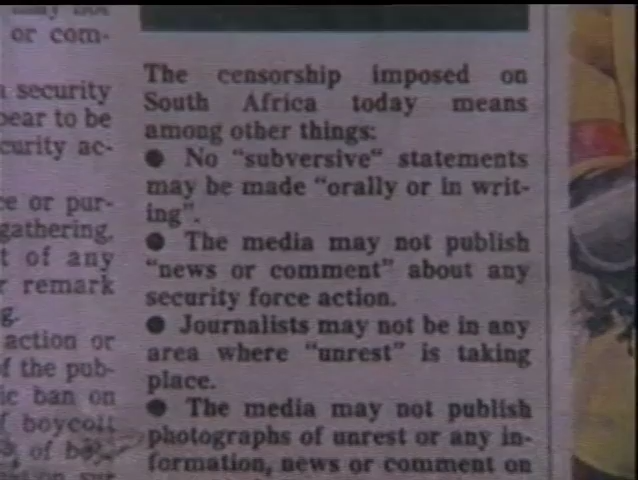 or com-
security
pear to be
curity ac-
e or pur-
gathering,
t of any
r remark
action or
of the pub-
ic ban on
boycott
of
The censorship imposed on
South Africa today means
among other things:
● No "subversive" statements
may be made "orally or in writ-
ing".
● The media may not publish
"news or comment" about any
security force action.
● Journalists may not be in any
area where "unrest" is taking
place.
● The media may not publish
photographs of unrest or any in-
formation, news or comment on